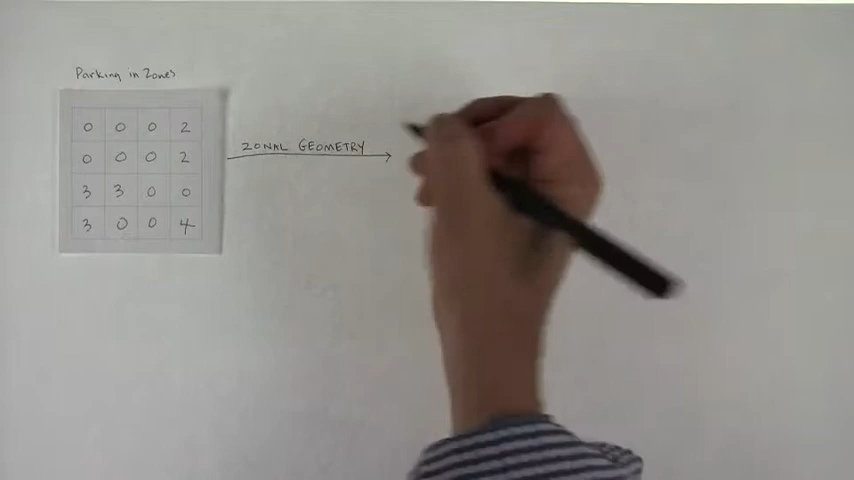 Parking in Zones
0 0 0 2
0 0 0 2
3 3 0 0
3 0 0 4
ZONAL GEOMETRY